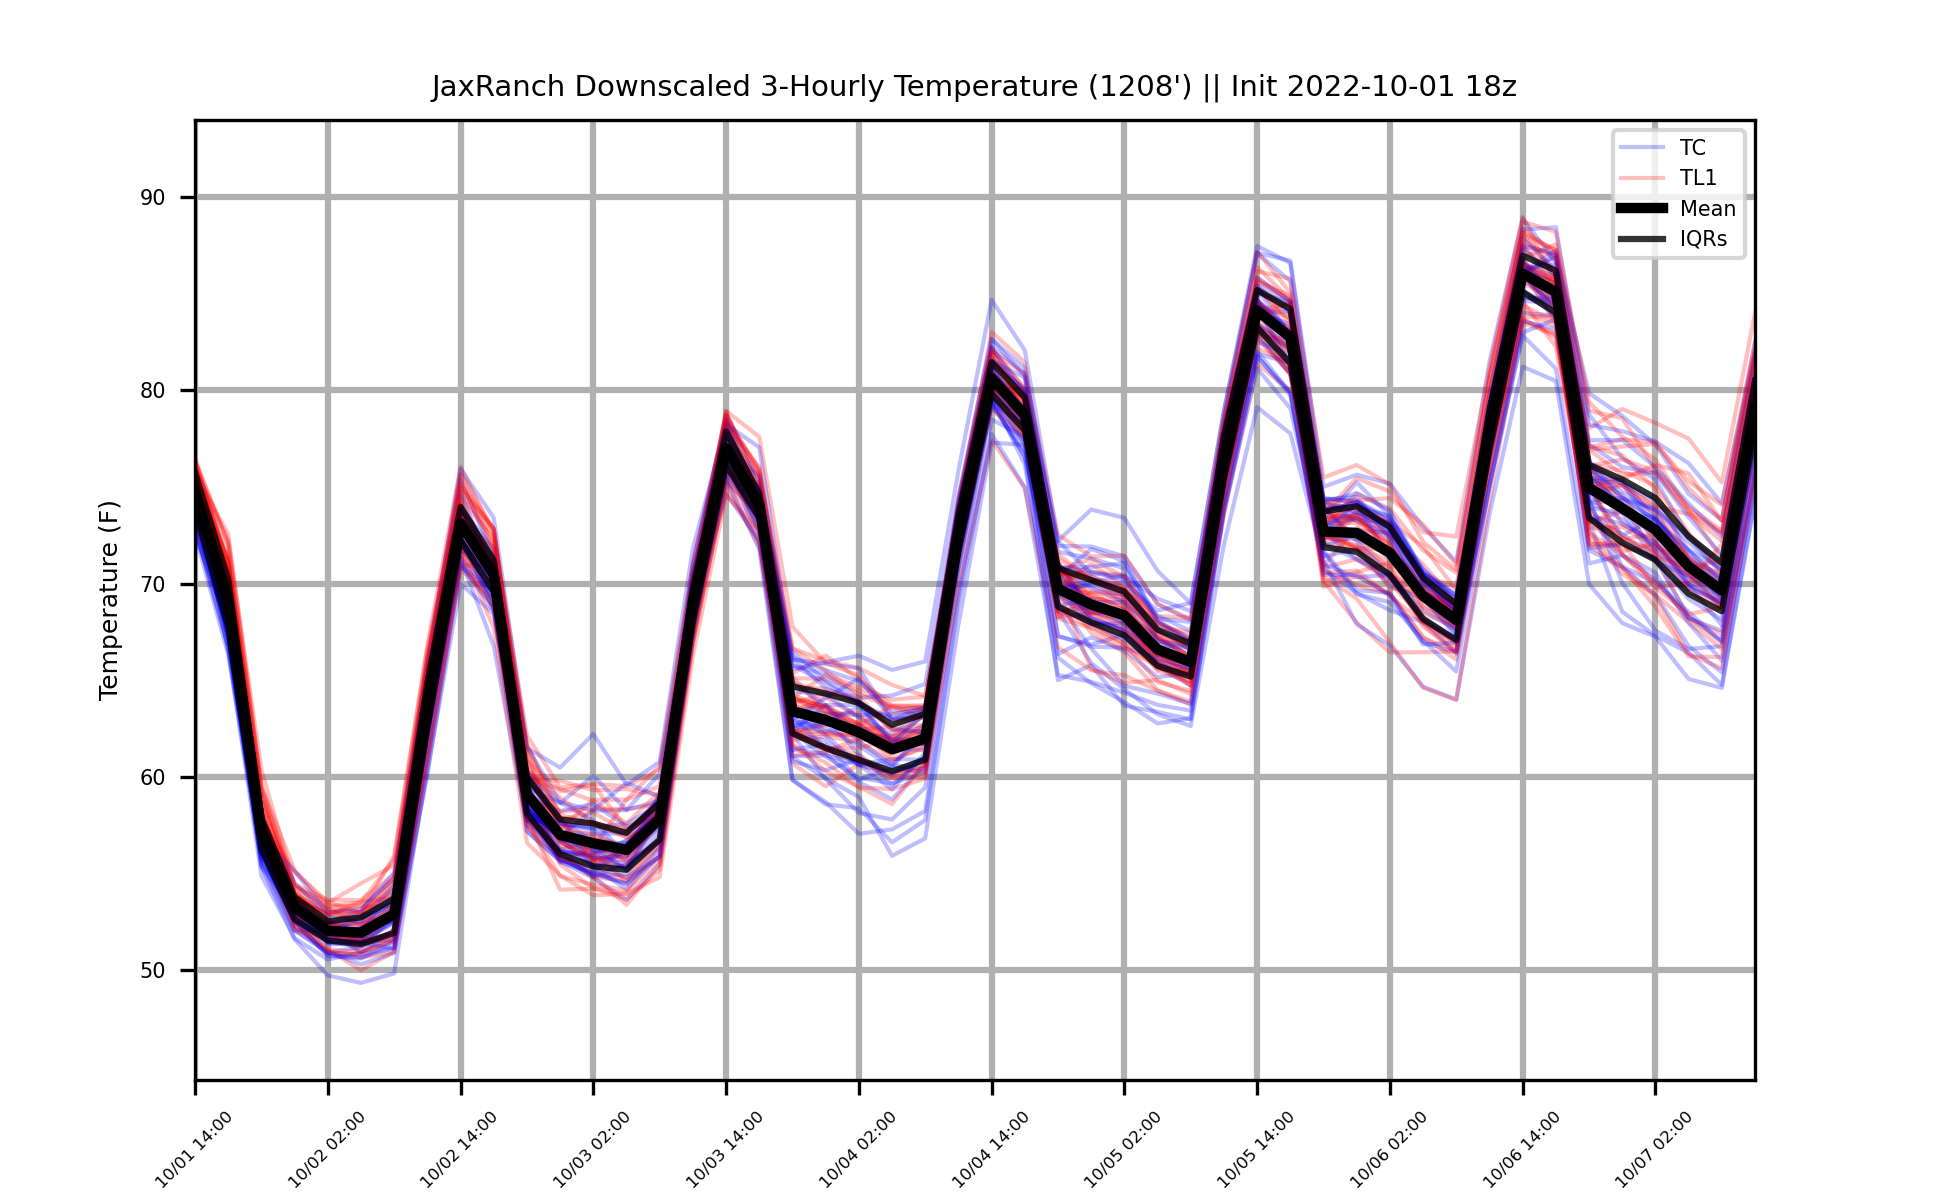 JaxRanch Downscaled 3-Hourly Temperature (1208') || Init 2022-10-01 18z
TC
TL1
Mean
IQRs
Temperature (F)
90
80
70
60
50
10/01 14:00
10/02 02:00
10/02 14:00
10/03 02:00
10/03 14:00
10/04 02:00
10/04 14:00
10/05 02:00
10/05 14:00
10/06 02:00
10/06 14:00
10/07 02:00